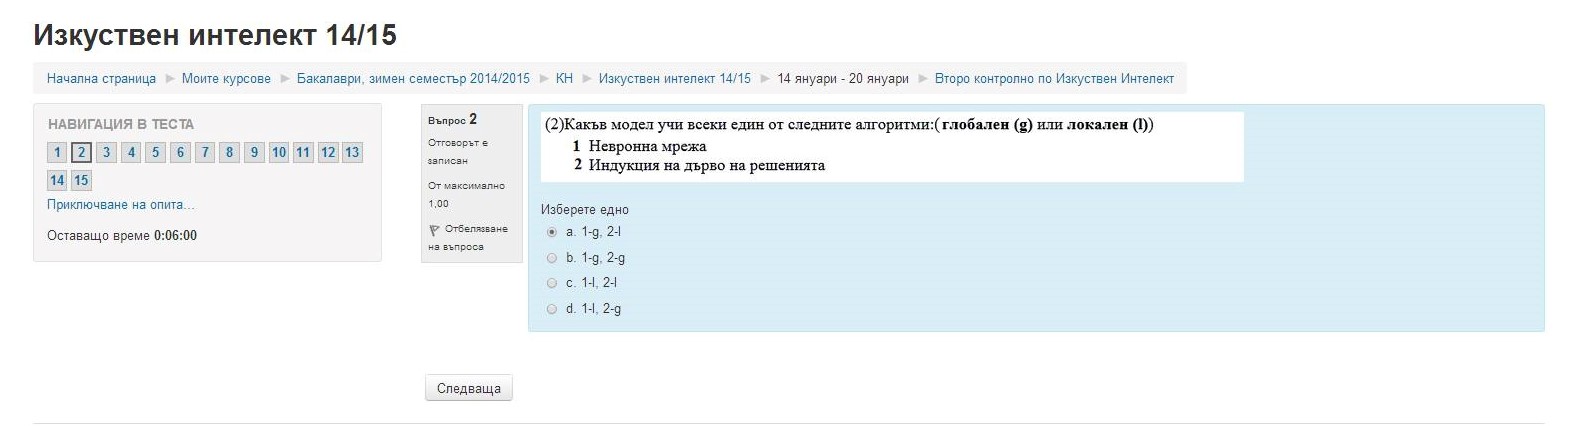 Изкуствен интелект 14/15
Начална страница ► Моите курсове ► Бакалаври, зимен семестър 2014/2015 ► КН ► Изкуствен интелект 14/15 ► 14 януари - 20 януари ► Второ контролно по Изкуствен Интелект
НАВИГАЦИЯ В ТЕСТА
1 2 3 4 5 6 7 8 9 10 11 12 13
14 15
Приключване на опита...
Оставащо време 0:06:00
Въпрос 2
Отговорът е
записан
От максимално
1,00
Отбелязване
на въпроса
(2)Какъв модел учи всеки един от следните алгоритми:( глобален (g) или локален (l))
1 Невронна мрежа
2 Индукция на дърво на решенията
Изберете едно
a. 1-g, 2-l
b. 1-g, 2-g
c. 1-l, 2-l
d. 1-l, 2-g
Следваща